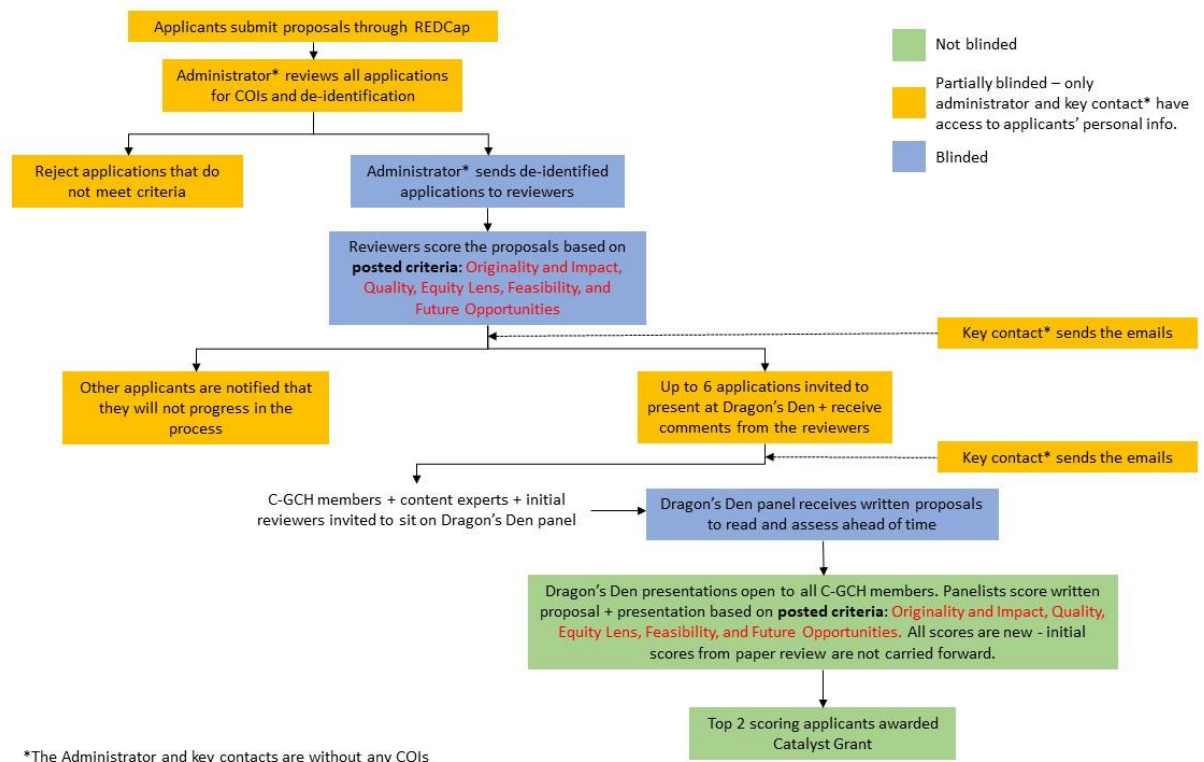 Applicants submit proposals through REDCap
Administrator* reviews all applications
for COIs and de-identification
Reject applications that do
not meet criteria
Administrator* sends de-identified
applications to reviewers
Reviewers score the proposals based on
posted criteria: Originality and Impact,
Quality, Equity Lens, Feasibility, and
Future Opportunities
Key contact* sends the emails
Other applicants are notified that
they will not progress in the
process
Up to 6 applications invited to
present at Dragon's Den + receive
comments from the reviewers
Key contact* sends the emails
C-GCH members + content experts + initial
reviewers invited to sit on Dragon's Den panel
Dragon's Den panel receives written proposals
to read and assess ahead of time
Dragon's Den presentations open to all C-GCH members. Panelists score written
proposal + presentation based on posted criteria: Originality and Impact, Quality,
Equity Lens, Feasibility, and Future Opportunities. All scores are new - initial
scores from paper review are not carried forward.
Top 2 scoring applicants awarded
Catalyst Grant
*The Administrator and key contacts are without any COIs
Not blinded
Partially blinded – only
administrator and key contact* have
access to applicants' personal info.
Blinded